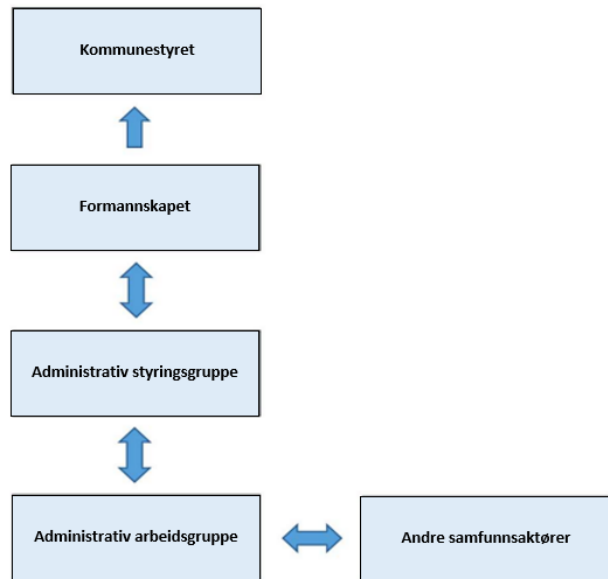 Kommunestyret
Formannskapet
Administrativ styringsgruppe
Administrativ arbeidsgruppe
Andre samfunnsaktører